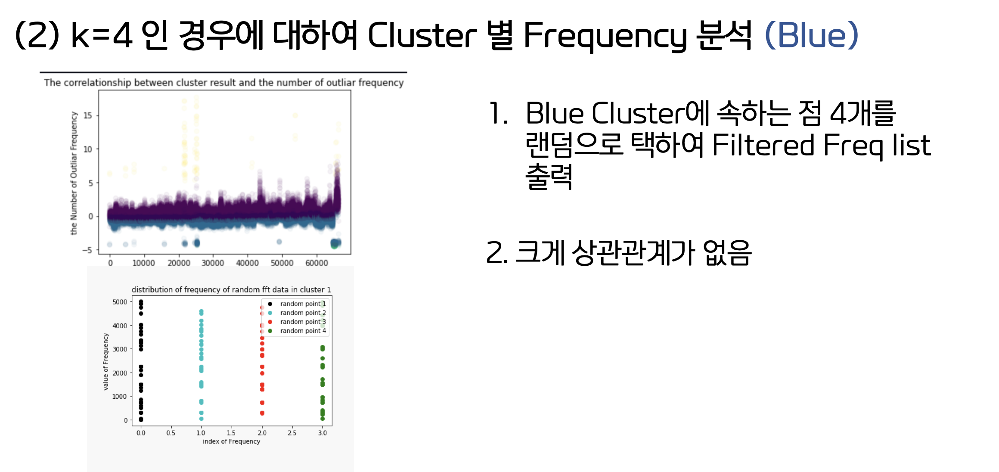 (2) k=4 인 경우에 대하여 Cluster 별 Frequency 분석 (Blue)
The correlationship between cluster result and the number of outliar frequency
the Number of Outliar Frequency
15
10
5
0
−5
0 10000 20000 30000 40000 50000 60000
distribution of frequency of random fft data in cluster 1
value of Frequency
5000
4000
3000
2000
1000
0
random point 1
random point 2
random point 3
random point 4
0.0 0.5 1.0 1.5 2.0 2.5 3.0
index of Frequency
1. Blue Cluster에 속하는 점 4개를
랜덤으로 택하여 Filtered Freq list
출력
2. 크게 상관관계가 없음